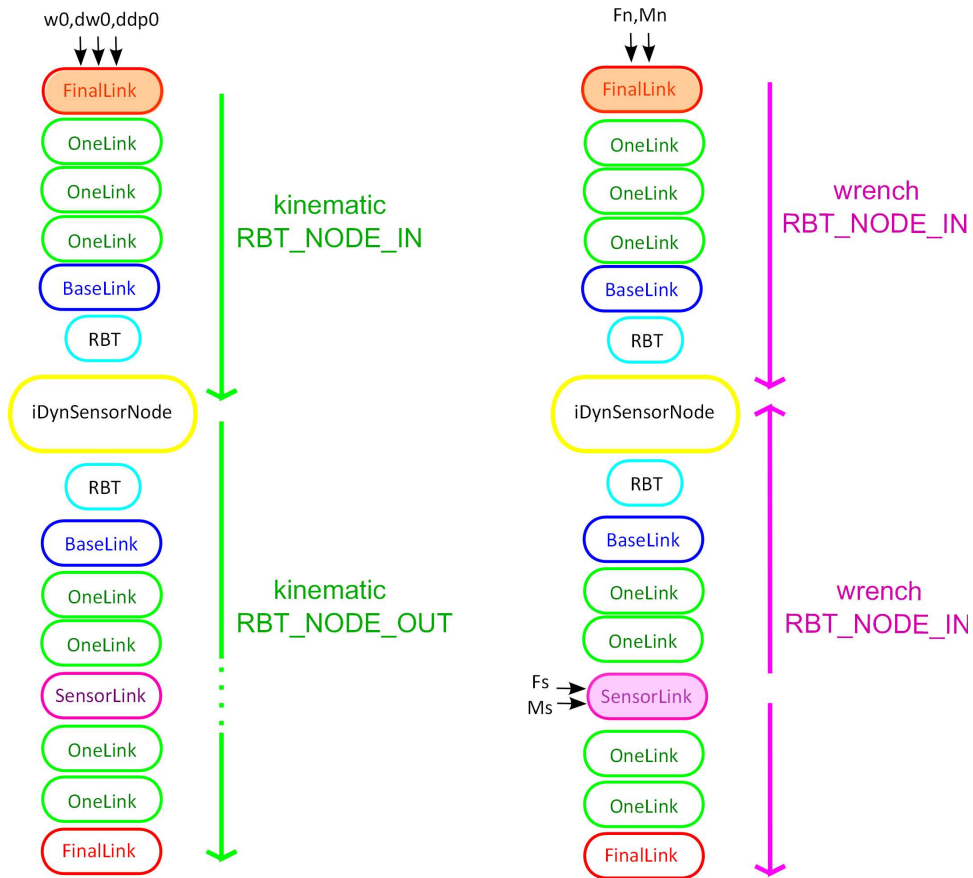 w0,dw0,ddp0
FinalLink
OneLink
OneLink
OneLink
BaseLink
RBT
iDynSensorNode
RBT
BaseLink
OneLink
OneLink
SensorLink
OneLink
OneLink
FinalLink
kinematic
RBT_NODE_IN
kinematic
RBT_NODE_OUT
Fn,Mn
FinalLink
OneLink
OneLink
OneLink
BaseLink
RBT
iDynSensorNode
RBT
BaseLink
OneLink
OneLink
Fs
Ms
SensorLink
OneLink
OneLink
FinalLink
wrench
RBT_NODE_IN
wrench
RBT_NODE_IN